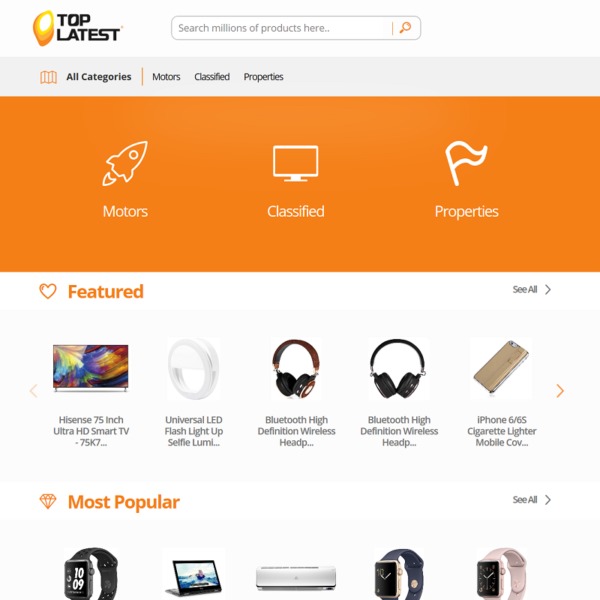 TOP
LATEST
Search millions of products here..
All Categories
Motors
Classified
Properties
Motors
Classified
Properties
Featured
See All
Hisense 75 Inch
Ultra HD Smart TV
- 75K7...
Universal LED
Flash Light Up
Selfie Lumi...
Bluetooth High
Definition Wireless
Headp...
Bluetooth High
Definition Wireless
Headp...
iPhone 6/6S
Cigarette Lighter
Mobile Cov...
Most Popular
See All
10
09